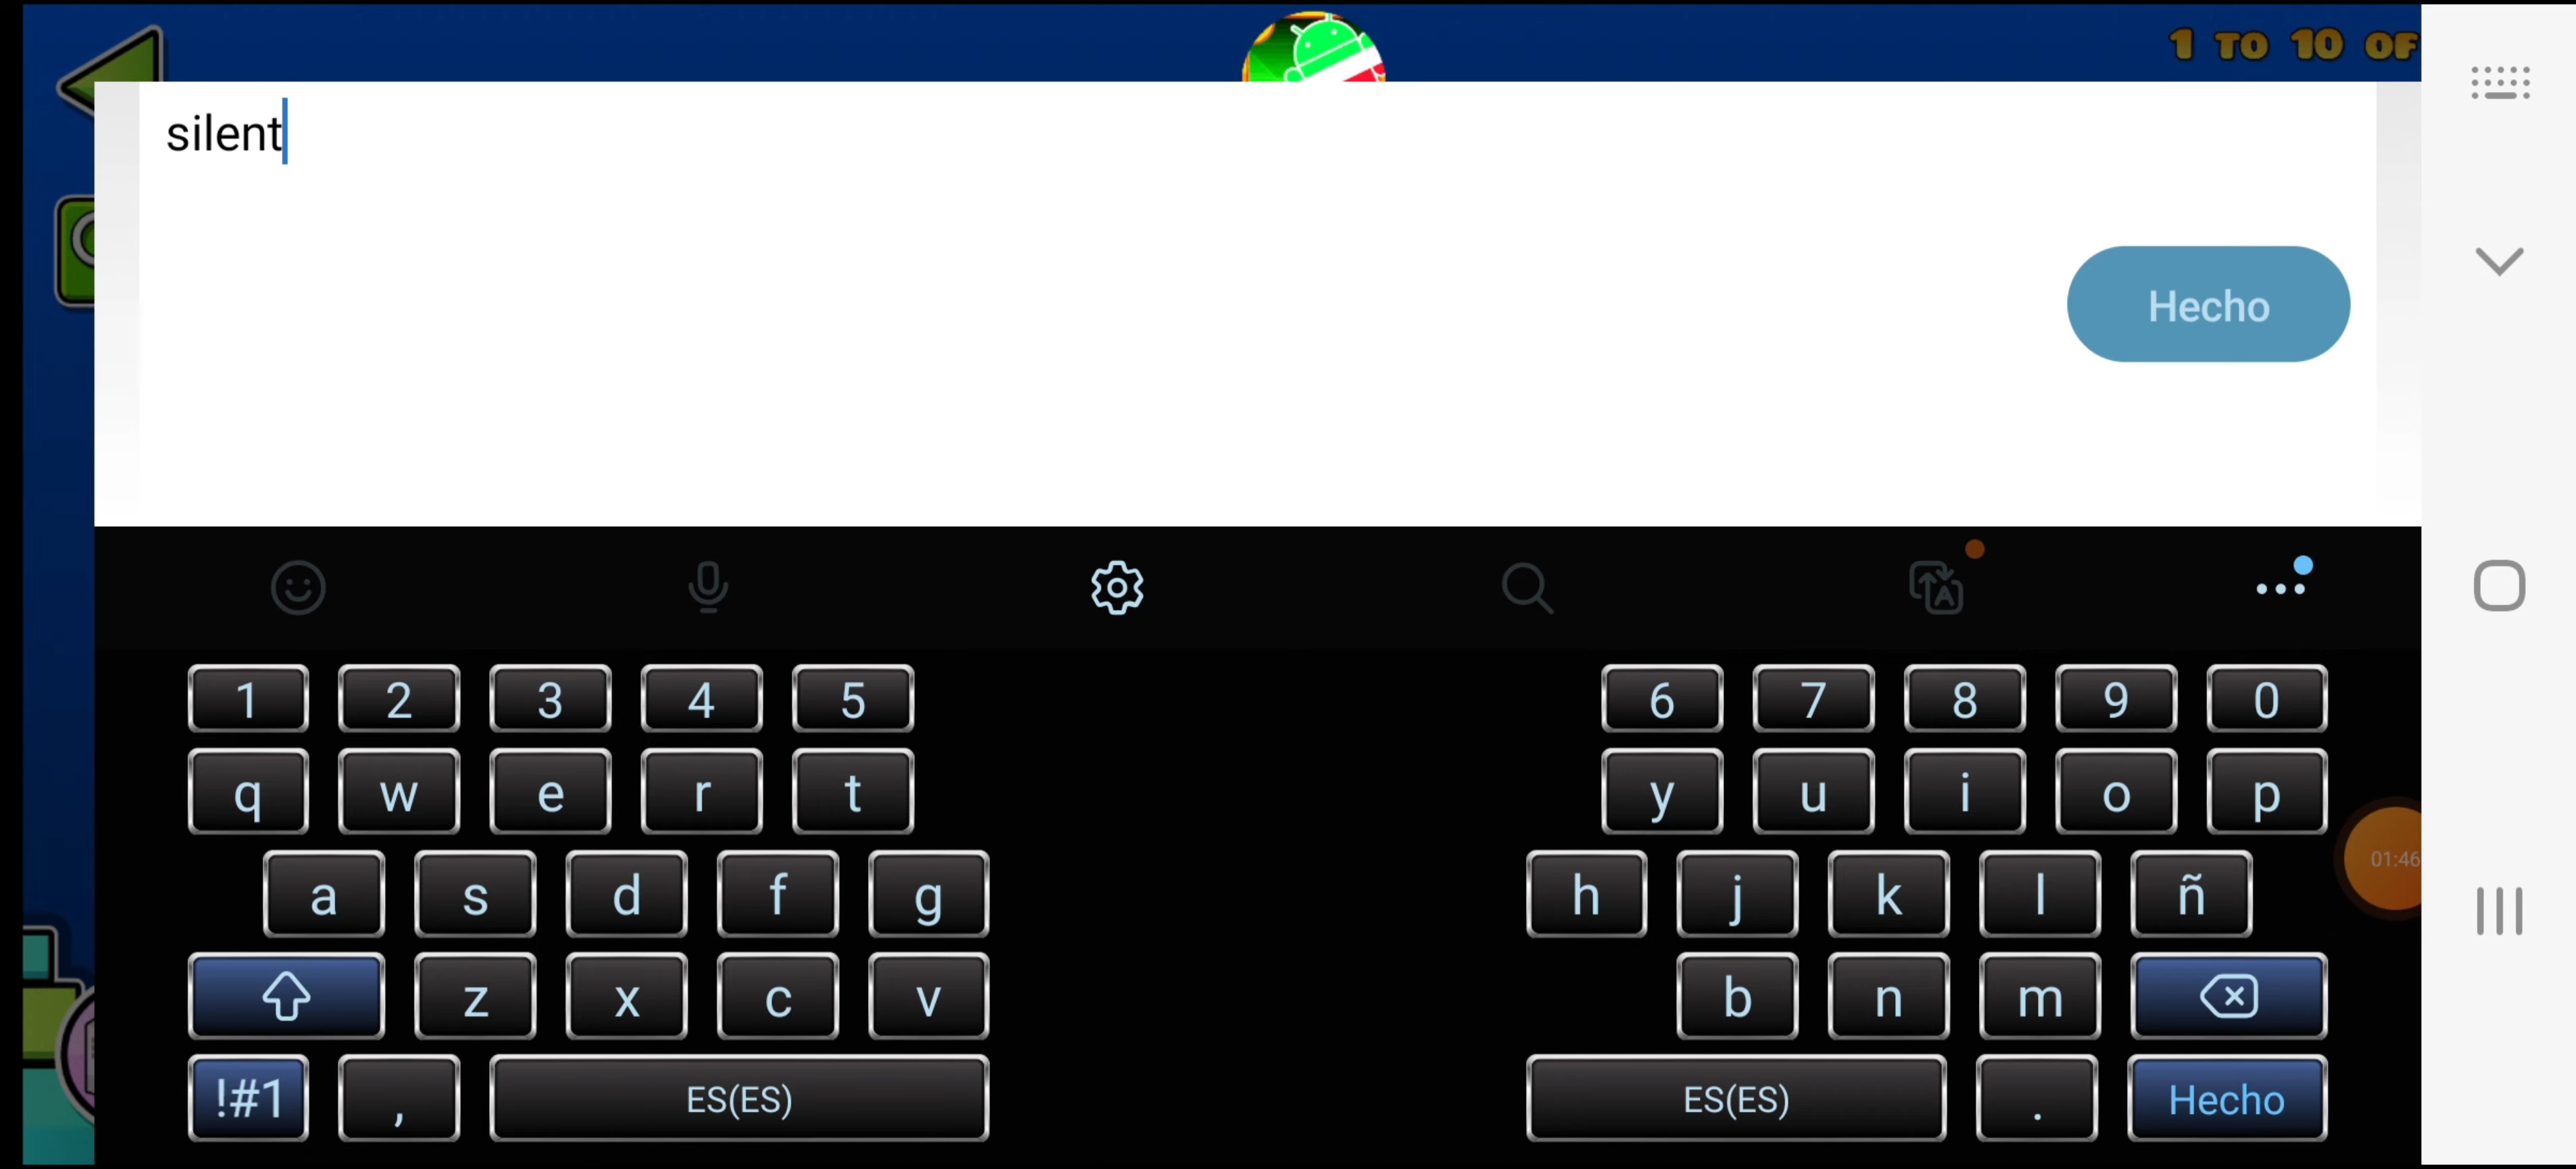 1 TO 10 OF
silent
Hecho
1 2 3 4 5 6 7 8 9 0
q w e r t y u i o p
a s d f g h j k l ñ
01:46
z x c v b n m
!#1 , ES(ES) ES(ES) . Hecho